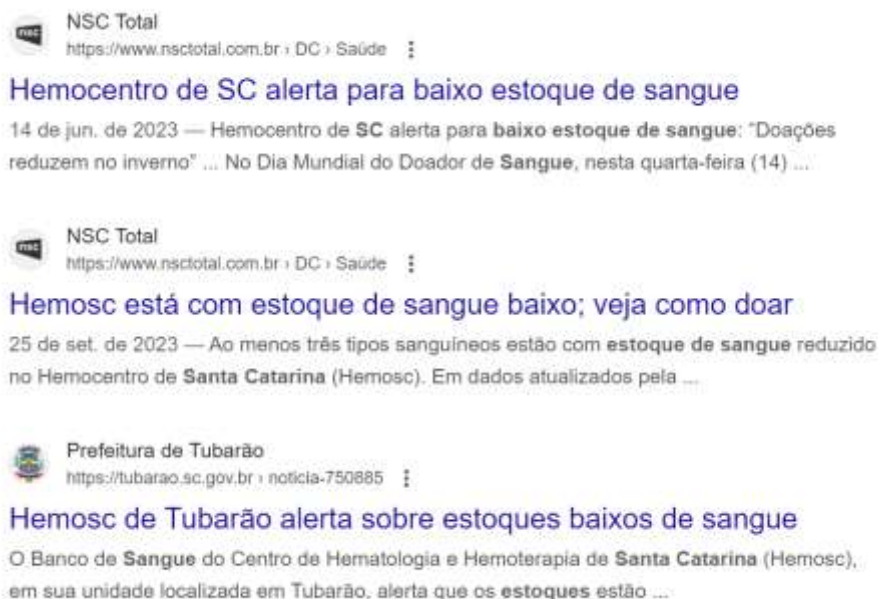 NSC Total
https://www.nsctotal.com.br › DC › Saúde
Hemocentro de SC alerta para baixo estoque de sangue
14 de jun. de 2023 — Hemocentro de SC alerta para baixo estoque de sangue: "Doações
reduzem no inverno" ... No Dia Mundial do Doador de Sangue, nesta quarta-feira (14) ...
NSC Total
https://www.nsctotal.com.br › DC › Saúde
Hemosc está com estoque de sangue baixo; veja como doar
25 de set. de 2023 — Ao menos três tipos sanguíneos estão com estoque de sangue reduzido
no Hemocentro de Santa Catarina (Hemosc). Em dados atualizados pela ...
Prefeitura de Tubarão
https://tubarao.sc.gov.br › noticia-750885
Hemosc de Tubarão alerta sobre estoques baixos de sangue
O Banco de Sangue do Centro de Hematologia e Hemoterapia de Santa Catarina (Hemosc),
em sua unidade localizada em Tubarão, alerta que os estoques estão ...